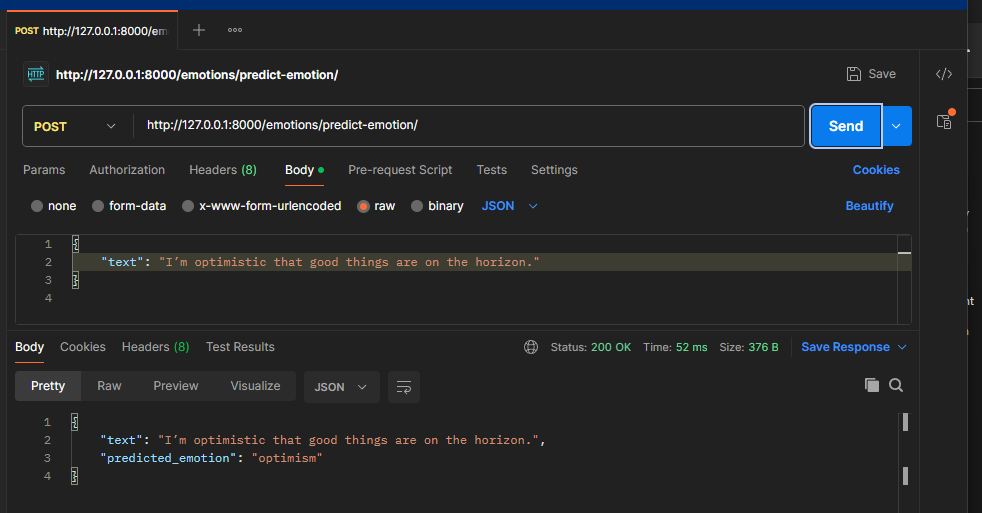 POST http://127.0.0.1:8000/em
http://127.0.0.1:8000/emotions/predict-emotion/
Save
POST http://127.0.0.1:8000/emotions/predict-emotion/
Send
Params Authorization Headers (8) Body Pre-request Script Tests Settings
Cookies
none form-data x-www-form-urlencoded raw binary JSON
Beautify
1 {
2 "text": "I’m optimistic that good things are on the horizon."
3 }
4
Body Cookies Headers (8) Test Results
Status: 200 OK Time: 52 ms Size: 376 B
Save Response
Pretty Raw Preview Visualize JSON
1 {
2 "text": "I’m optimistic that good things are on the horizon.",
3 "predicted_emotion": "optimism"
4 }